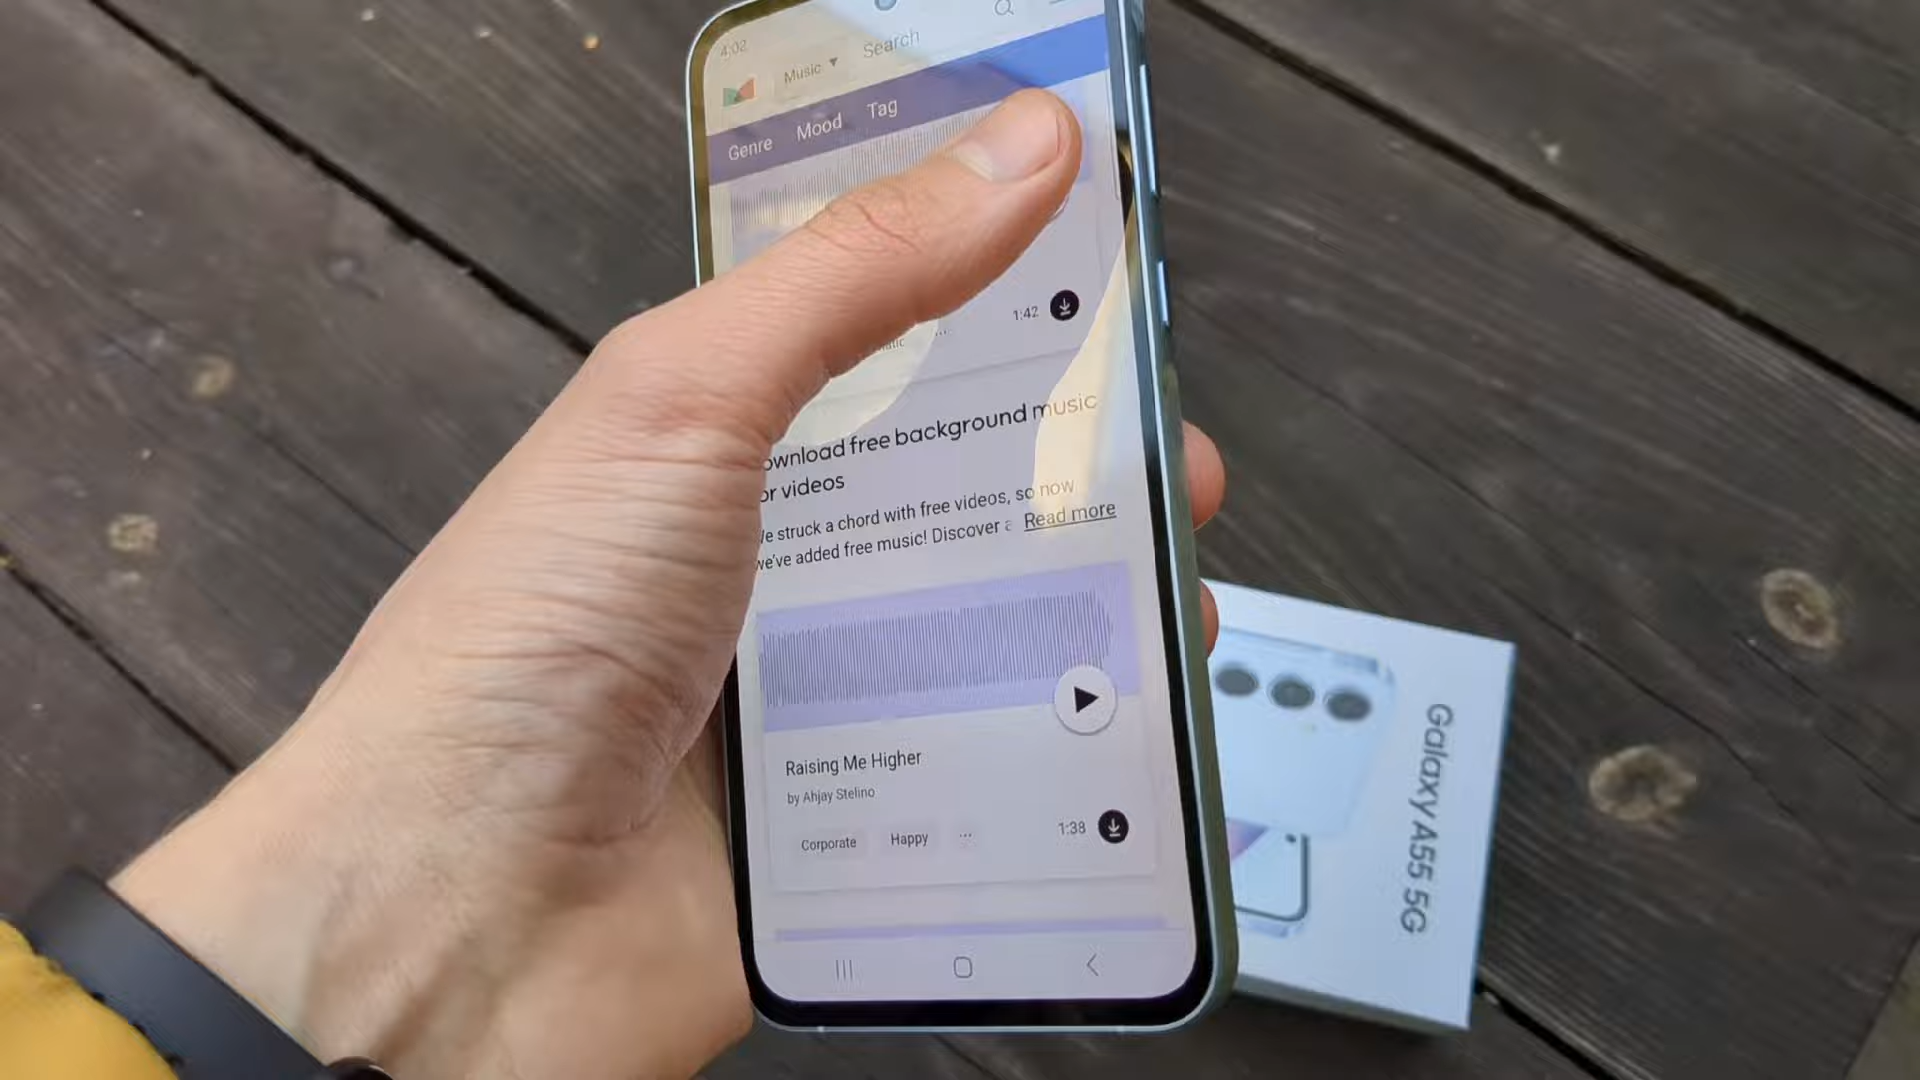 4:02
Music ▼
Search
Genre
Mood
Tag
1:42
...
ownload free background music
or videos
We struck a chord with free videos, so now
we've added free music! Discover a Read more
Raising Me Higher
by Ahjay Stelino
Corporate
Happy
...
1:38
Galaxy A55 5G